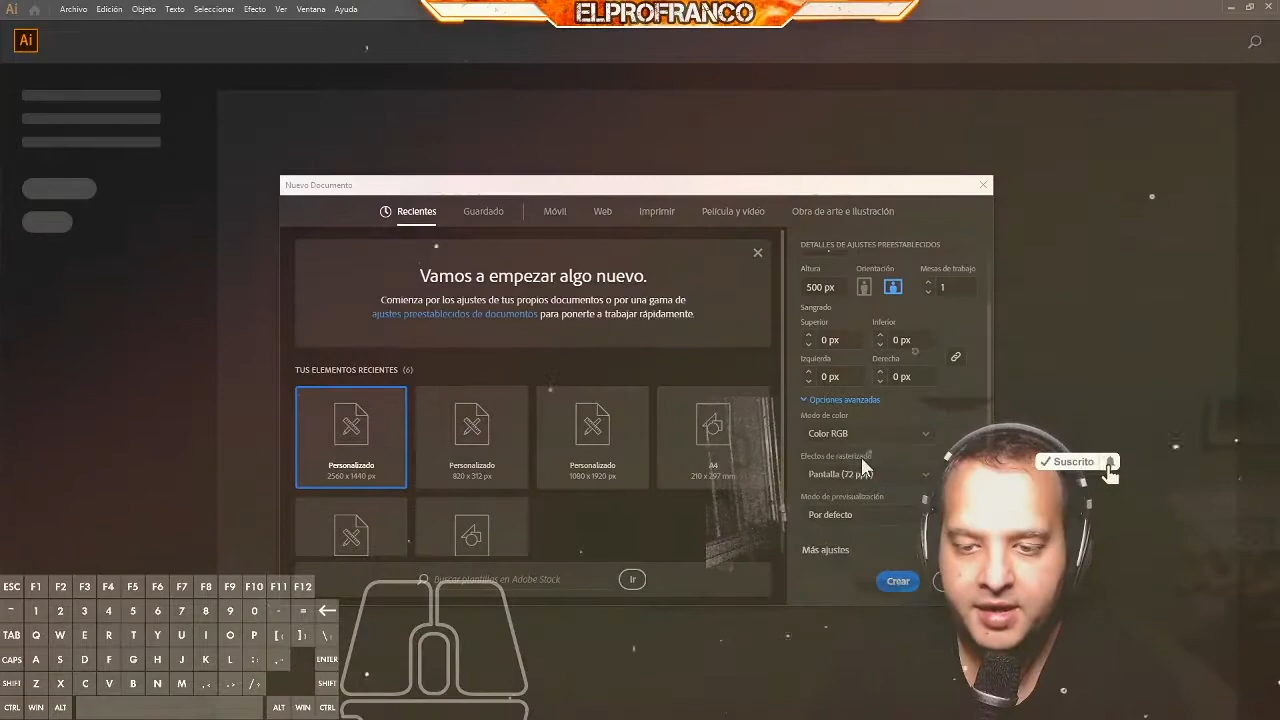 Ai
Archivo Edición Objeto Texto Seleccionar Efecto Ver Ventana Ayuda
ELPROFRANCO
Ai
Nuevo Documento
Recientes Guardado Móvil Web Imprimir Película y vídeo Obra de arte e ilustración
DETALLES DE AJUSTES PREESTABLECIDOS
Vamos a empezar algo nuevo.
Comienza por los ajustes de tus propios documentos o por una gama de
ajustes preestablecidos de documentos para ponerte a trabajar rápidamente.
Altura Orientación Mesas de trabajo
500 px 1
Sangrado
Superior Inferior
0 px 0 px
Izquierda Derecha
0 px 0 px
TUS ELEMENTOS RECIENTES (6)
Personalizado
2560 x 1440 px
Personalizado
820 x 312 px
Personalizado
1080 x 1920 px
A4
210 x 297 mm
Opciones avanzadas
Modo de color
Color RGB
Efectos de rasterizado
Pantalla (72 ppp)
Modo de previsualización
Por defecto
Más ajustes
Suscrito
Buscar plantillas en Adobe Stock Ir
Crear
ESC F1 F2 F3 F4 F5 F6 F7 F8 F9 F10 F11 F12
~ 1 2 3 4 5 6 7 8 9 0 - =
TAB Q W E R T Y U I O P [ { ] } \ |
CAPS A S D F G H J K L : ; " , ENTER
SHIFT Z X C V B N M , < . > / ? SHIFT
CTRL WIN ALT ALT WIN CTRL